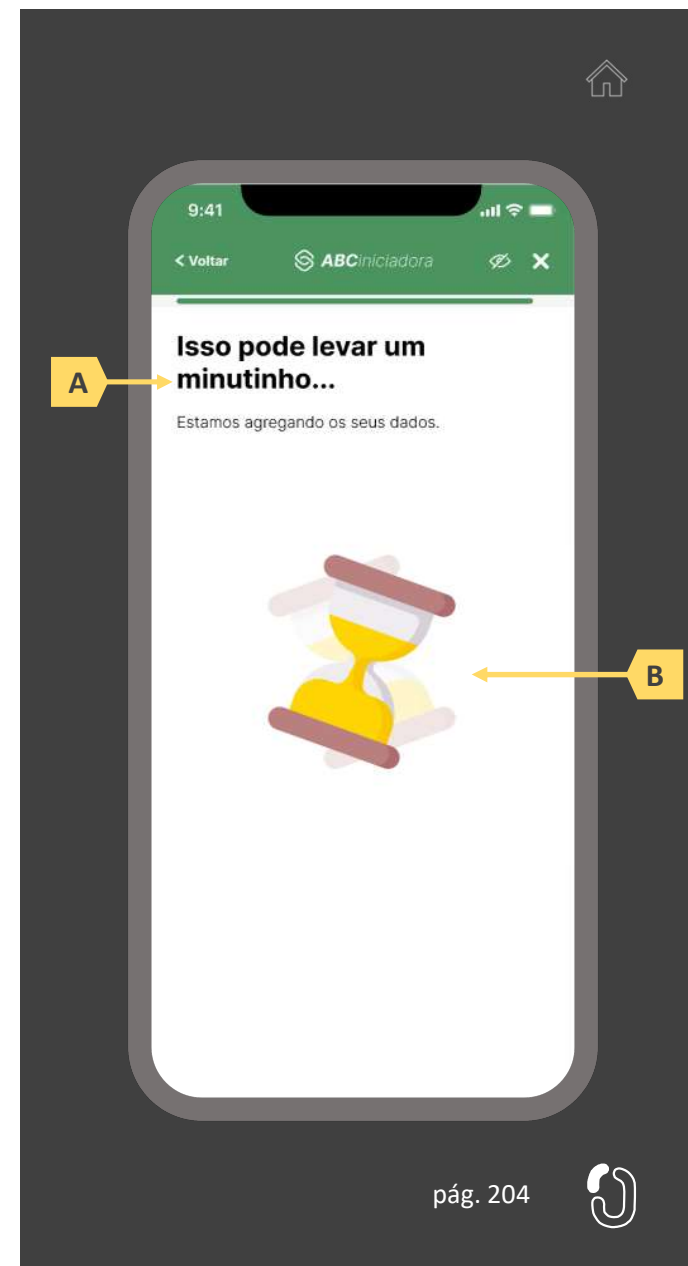 9:41
< Voltar
ABCiniciadora
Isso pode levar um
minutinho...
A
Estamos agregando os seus dados.
B
pág. 204